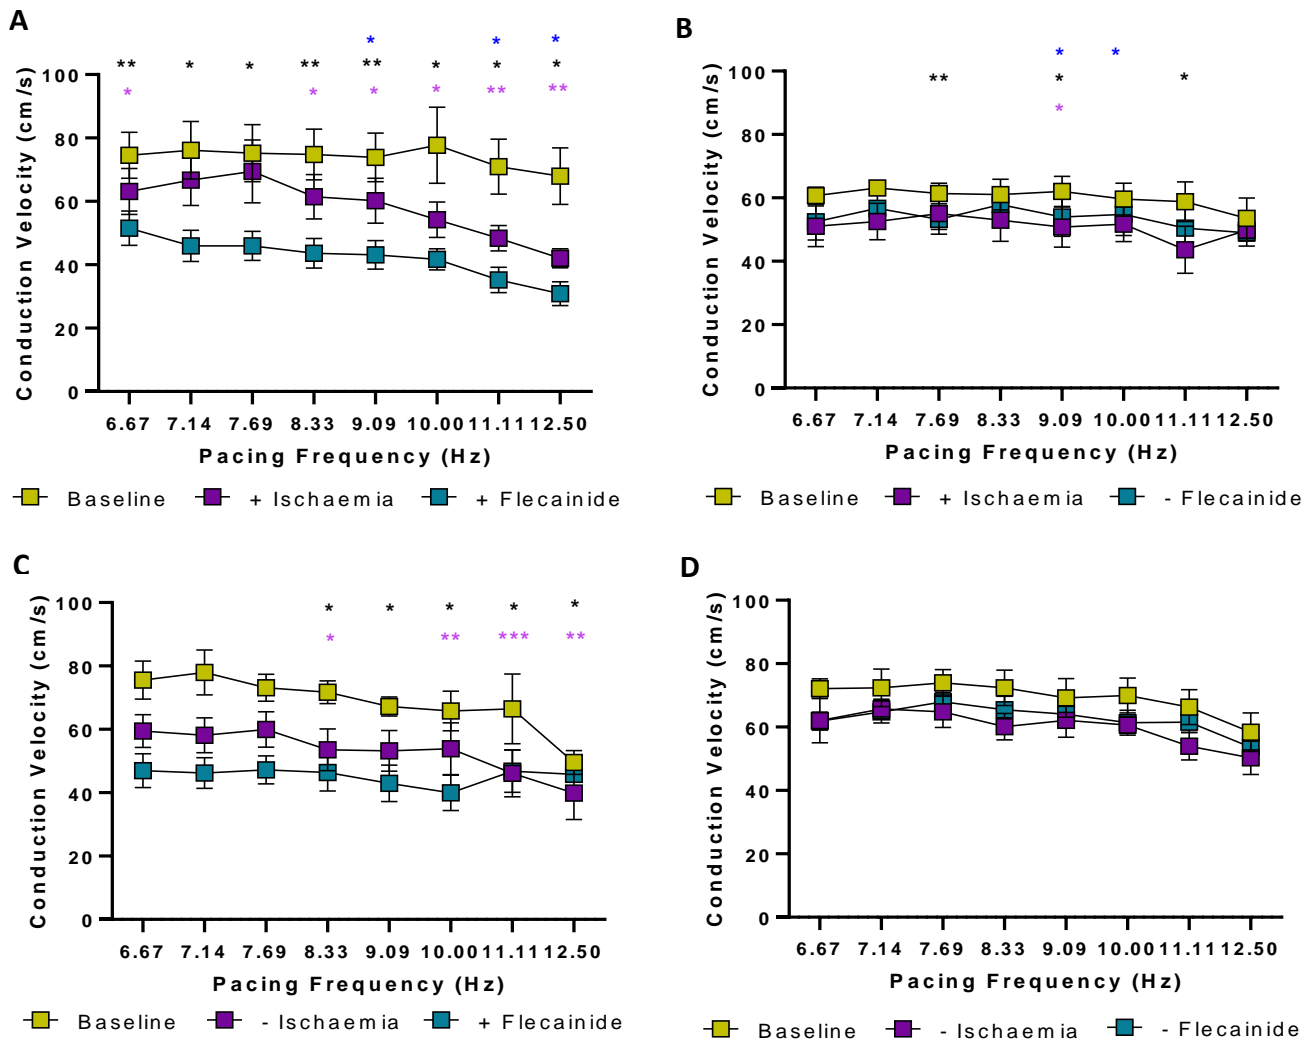 A
* * *
** * * ** ** * * *
* * * * ** **
Conduction Velocity (cm/s)
100
80
60
40
20
0
6.67 7.14 7.69 8.33 9.09 10.00 11.11 12.50
Pacing Frequency (Hz)
Baseline + Ischaemia + Flecainide
B
* *
** * *
*
Conduction Velocity (cm/s)
100
80
60
40
20
0
6.67 7.14 7.69 8.33 9.09 10.00 11.11 12.50
Pacing Frequency (Hz)
Baseline + Ischaemia - Flecainide
C
* * * * *
* ** *** **
Conduction Velocity (cm/s)
100
80
60
40
20
0
6.67 7.14 7.69 8.33 9.09 10.00 11.11 12.50
Pacing Frequency (Hz)
Baseline - Ischaemia + Flecainide
D
Conduction Velocity (cm/s)
100
80
60
40
20
0
6.67 7.14 7.69 8.33 9.09 10.00 11.11 12.50
Pacing Frequency (Hz)
Baseline - Ischaemia - Flecainide